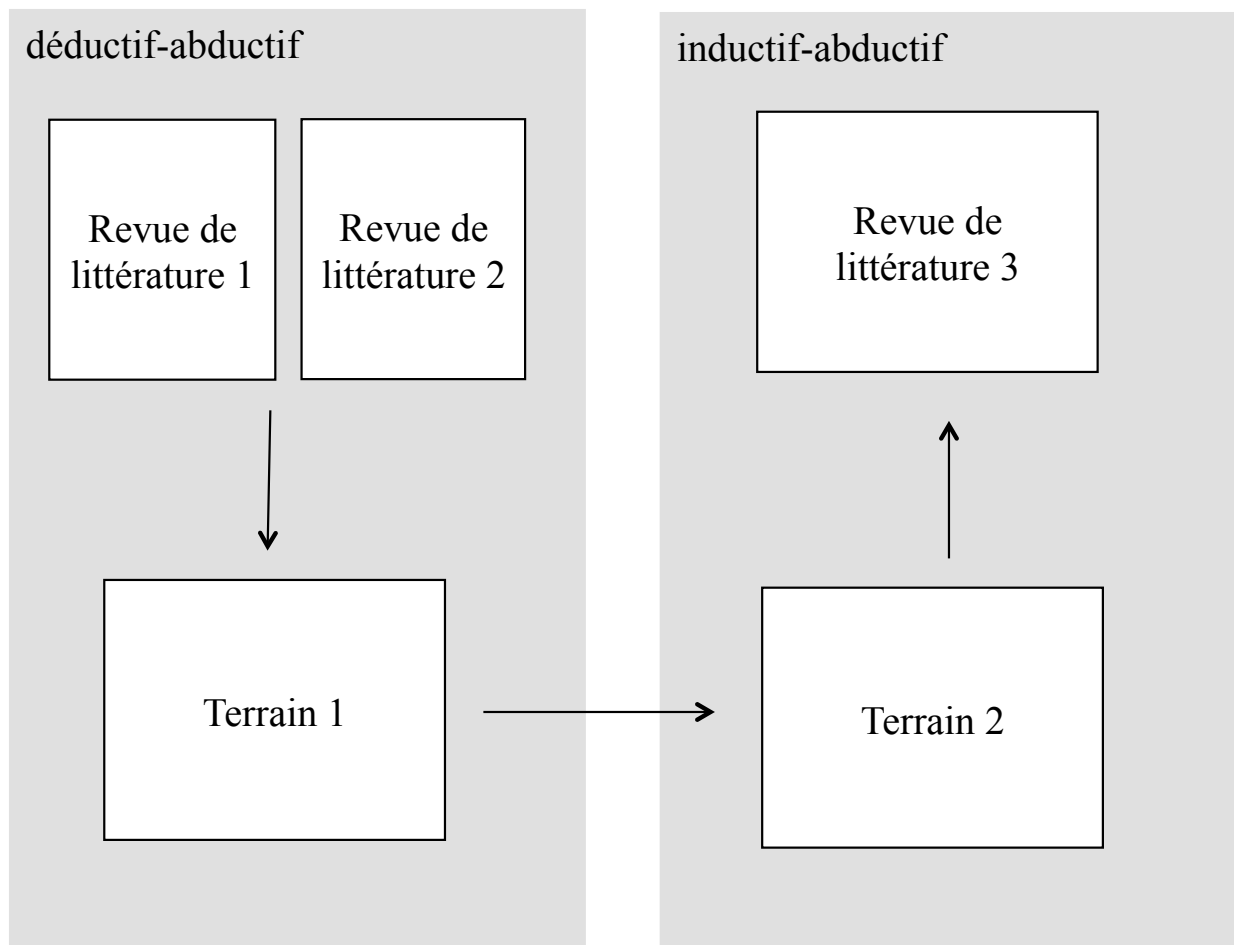 déductif-abductif
Revue de
littérature 1
Revue de
littérature 2
Terrain 1
inductif-abductif
Revue de
littérature 3
Terrain 2